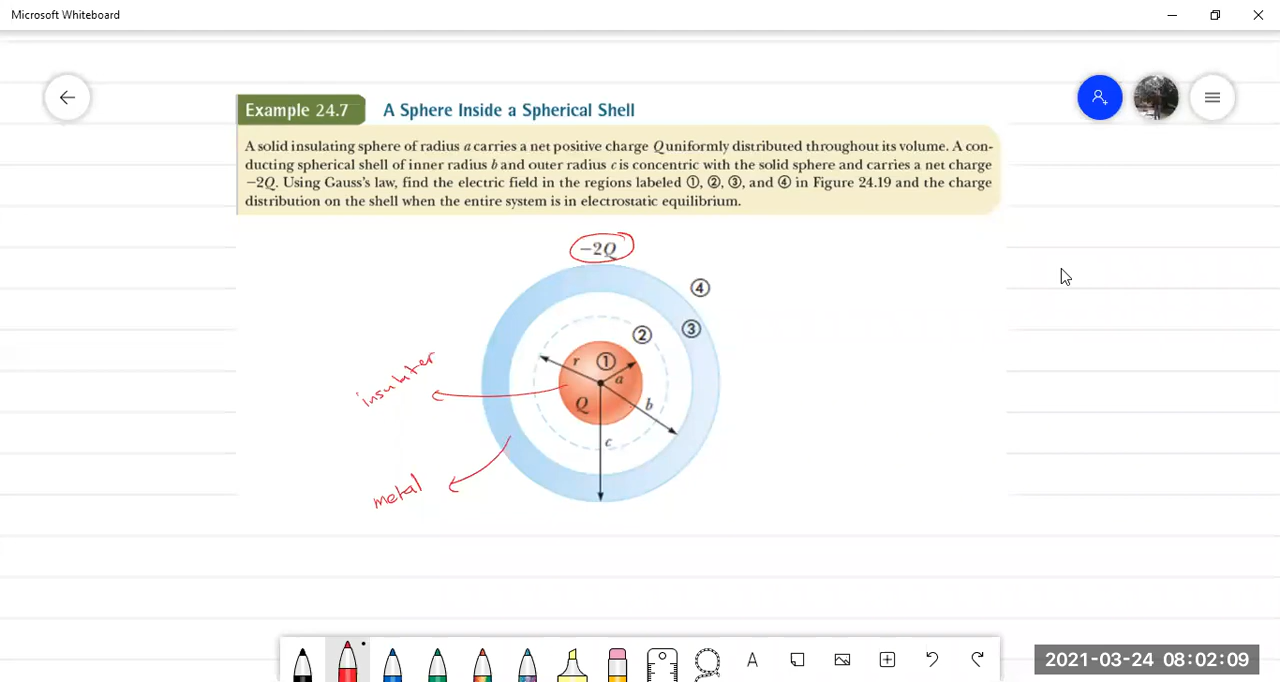 Microsoft Whiteboard
Example 24.7 A Sphere Inside a Spherical Shell
A solid insulating sphere of radius a carries a net positive charge Q uniformly distributed throughout its volume. A con-
ducting spherical shell of inner radius b and outer radius c is concentric with the solid sphere and carries a net charge
−2Q. Using Gauss's law, find the electric field in the regions labeled ①, ②, ③, and ④ in Figure 24.19 and the charge
distribution on the shell when the entire system is in electrostatic equilibrium.
−2Q
④
③
②
①
r
a
insulater
Q
b
c
metal
A
2021-03-24 08:02:09